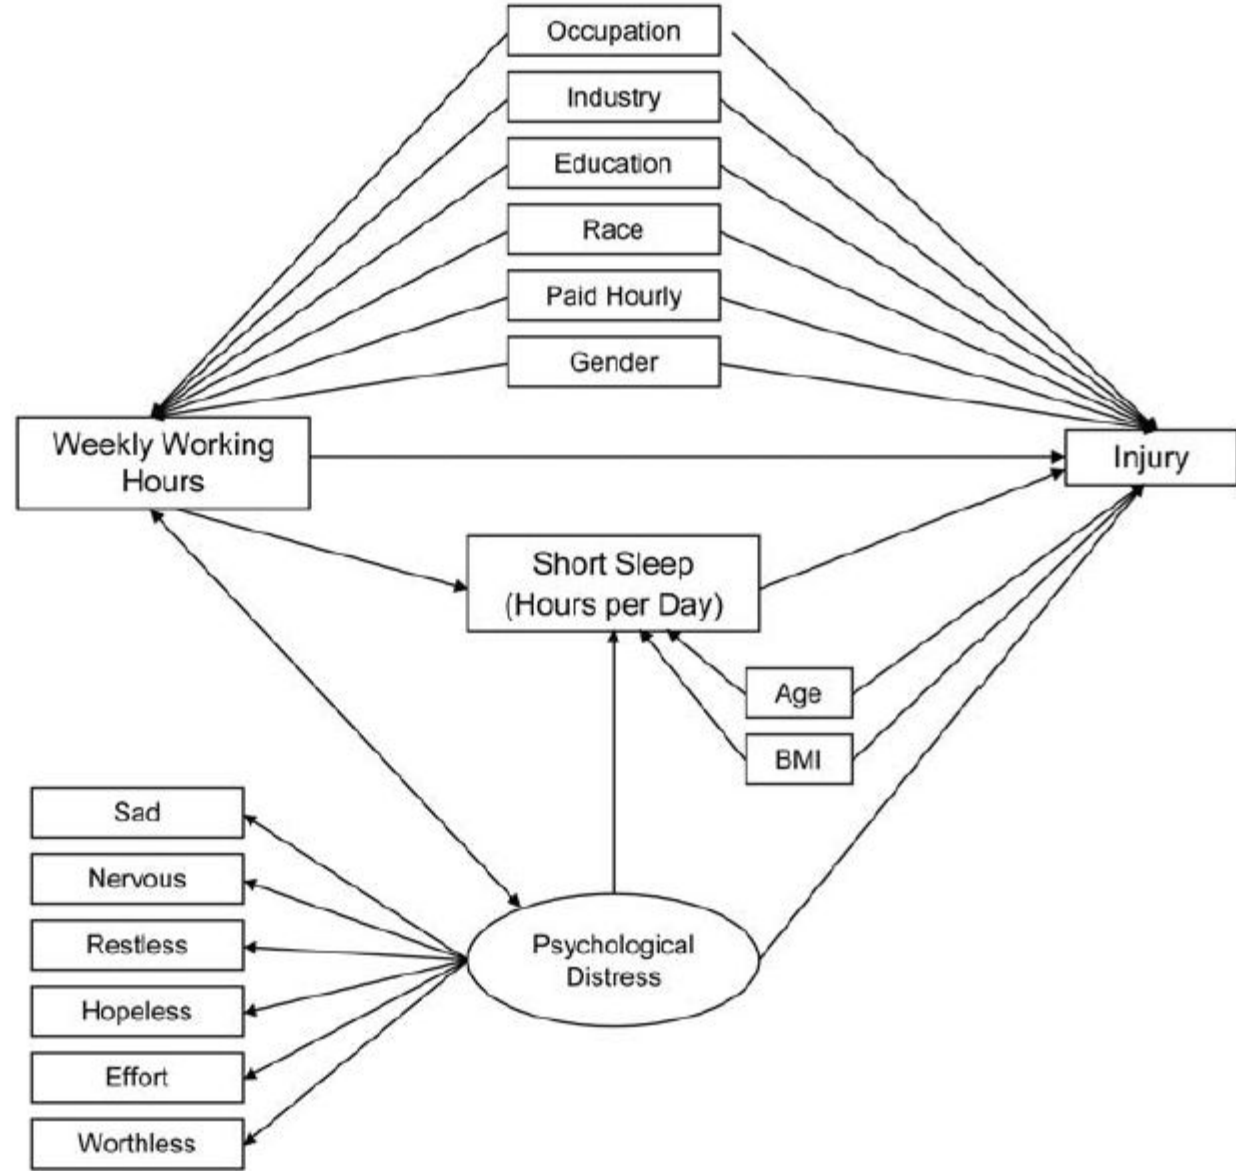 Occupation
Industry
Education
Race
Paid Hourly
Gender
Weekly Working
Hours
Injury
Short Sleep
(Hours per Day)
Age
BMI
Sad
Nervous
Restless
Hopeless
Effort
Worthless
Psychological
Distress